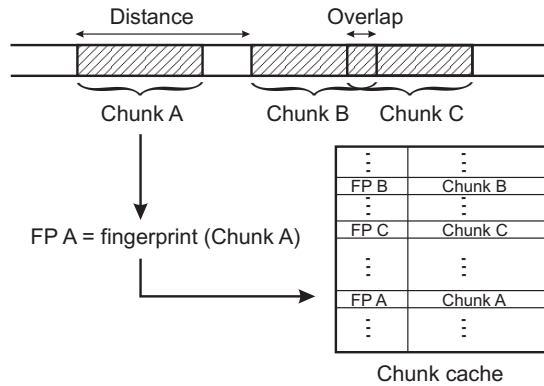 Distance
Overlap
Chunk A
Chunk B
Chunk C
FP A = fingerprint (Chunk A)
FP B Chunk B
FP C Chunk C
FP A Chunk A
Chunk cache